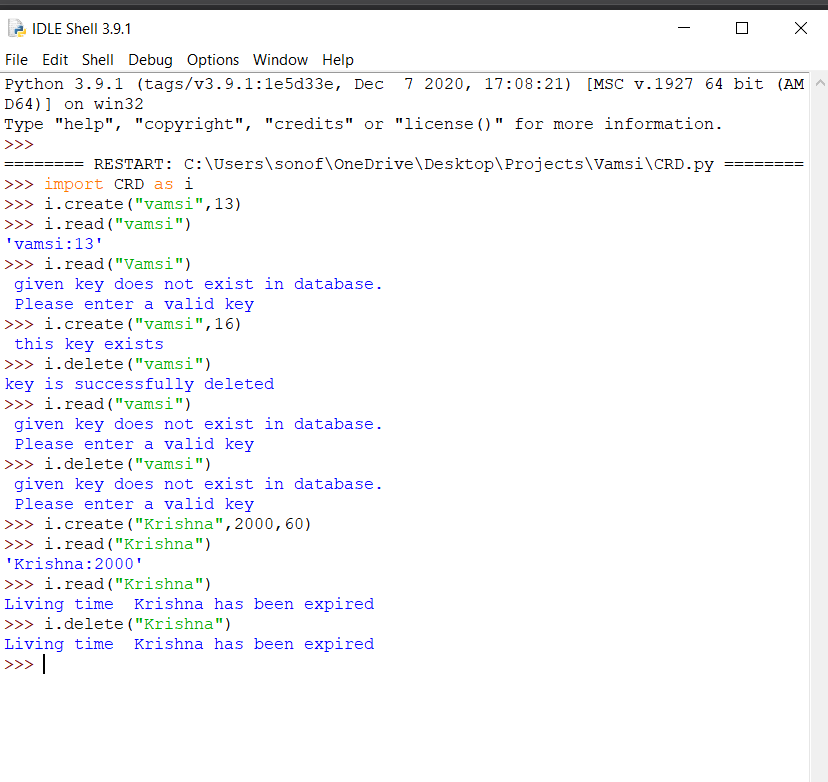 IDLE Shell 3.9.1
File Edit Shell Debug Options Window Help
Python 3.9.1 (tags/v3.9.1:1e5d33e, Dec  7 2020, 17:08:21) [MSC v.1927 64 bit (AM
D64)] on win32
Type "help", "copyright", "credits" or "license()" for more information.
>>>
======== RESTART: C:\Users\sonof\OneDrive\Desktop\Projects\Vamsi\CRD.py ========
>>> import CRD as i
>>> i.create("vamsi",13)
>>> i.read("vamsi")
'vamsi:13'
>>> i.read("Vamsi")
 given key does not exist in database.
 Please enter a valid key
>>> i.create("vamsi",16)
 this key exists
>>> i.delete("vamsi")
key is successfully deleted
>>> i.read("vamsi")
 given key does not exist in database.
 Please enter a valid key
>>> i.delete("vamsi")
 given key does not exist in database.
 Please enter a valid key
>>> i.create("Krishna",2000,60)
>>> i.read("Krishna")
'Krishna:2000'
>>> i.read("Krishna")
Living time  Krishna has been expired
>>> i.delete("Krishna")
Living time  Krishna has been expired
>>>